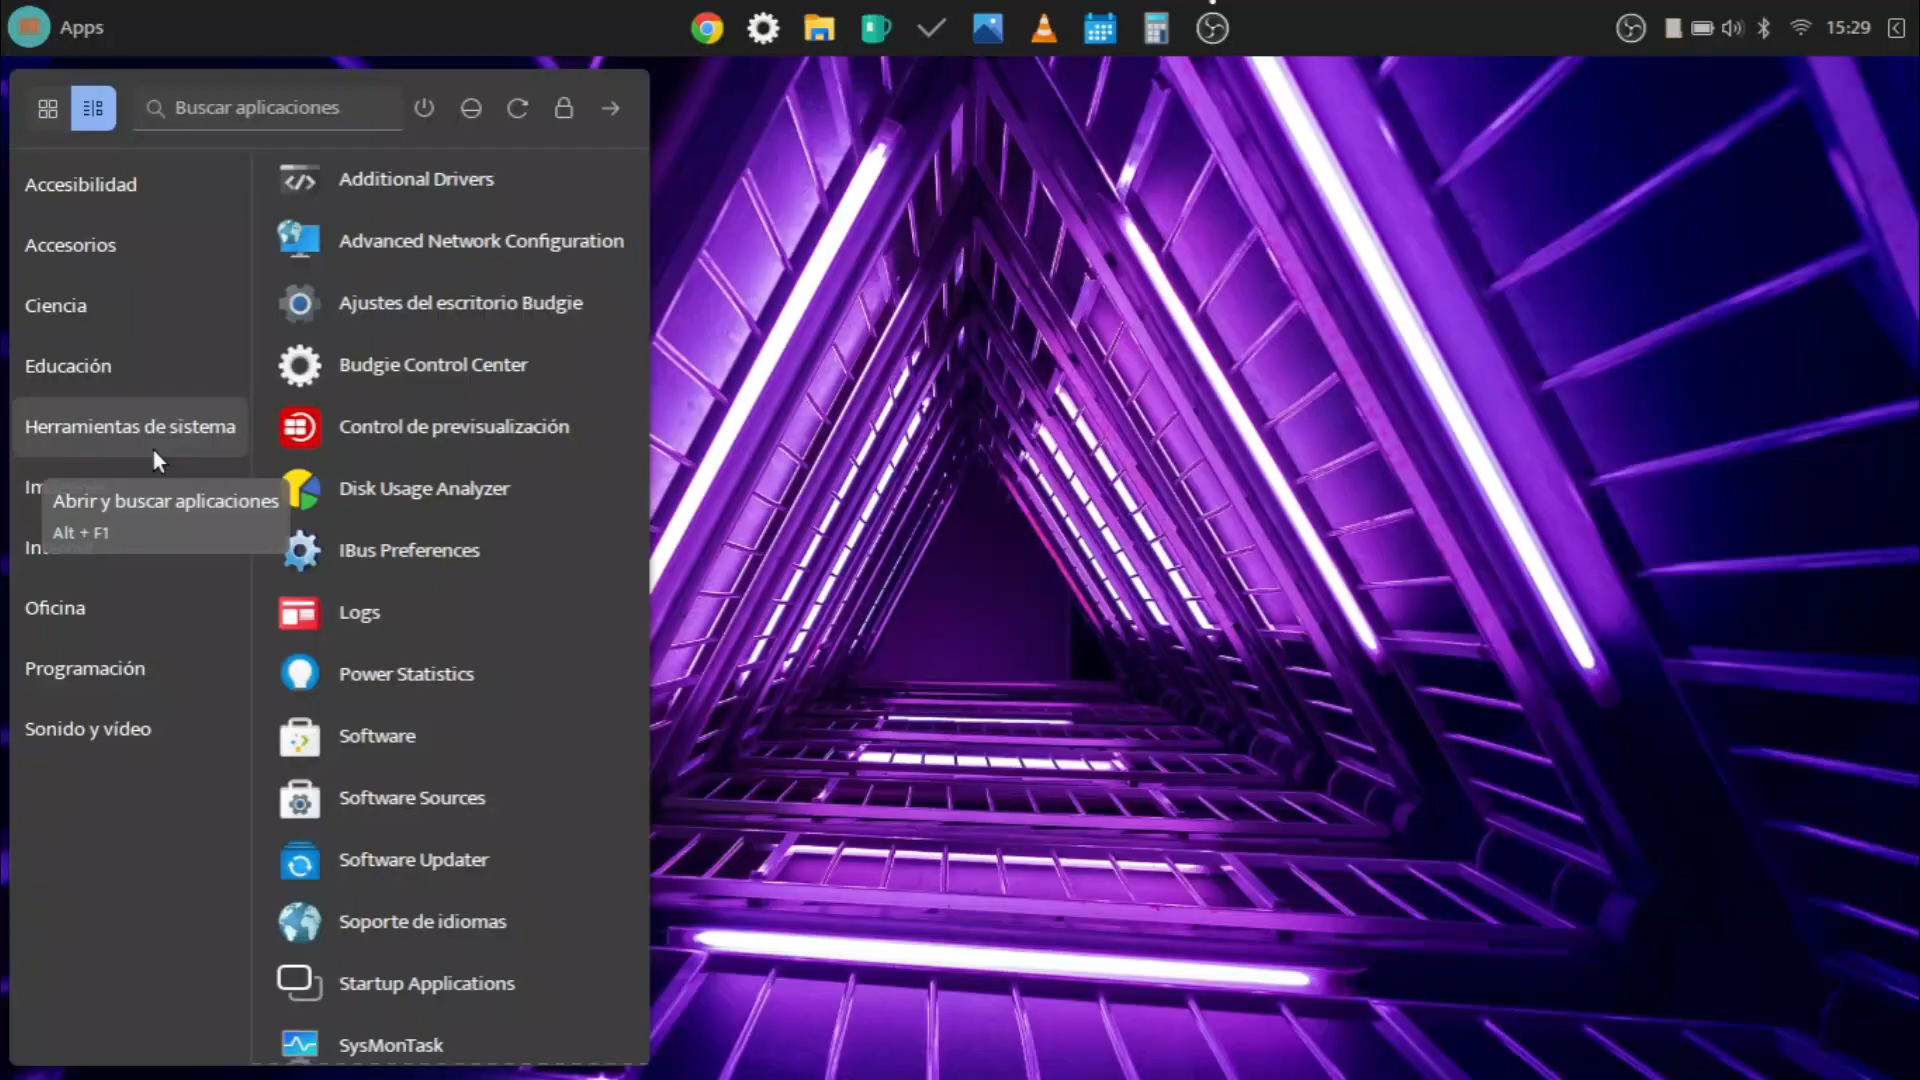 Apps
15:29
Buscar aplicaciones
Accesibilidad
Accesorios
Ciencia
Educación
Herramientas de sistema
Abrir y buscar aplicaciones
Alt + F1
Oficina
Programación
Sonido y vídeo
Additional Drivers
Advanced Network Configuration
Ajustes del escritorio Budgie
Budgie Control Center
Control de previsualización
Disk Usage Analyzer
IBus Preferences
Logs
Power Statistics
Software
Software Sources
Software Updater
Soporte de idiomas
Startup Applications
SysMonTask